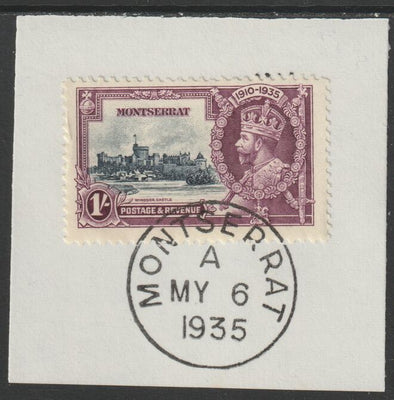 1910-1935
MONTSERRAT
WINDSOR CASTLE
1/-
POSTAGE & REVENUE
MONTSERRAT
A
MY 6
1935